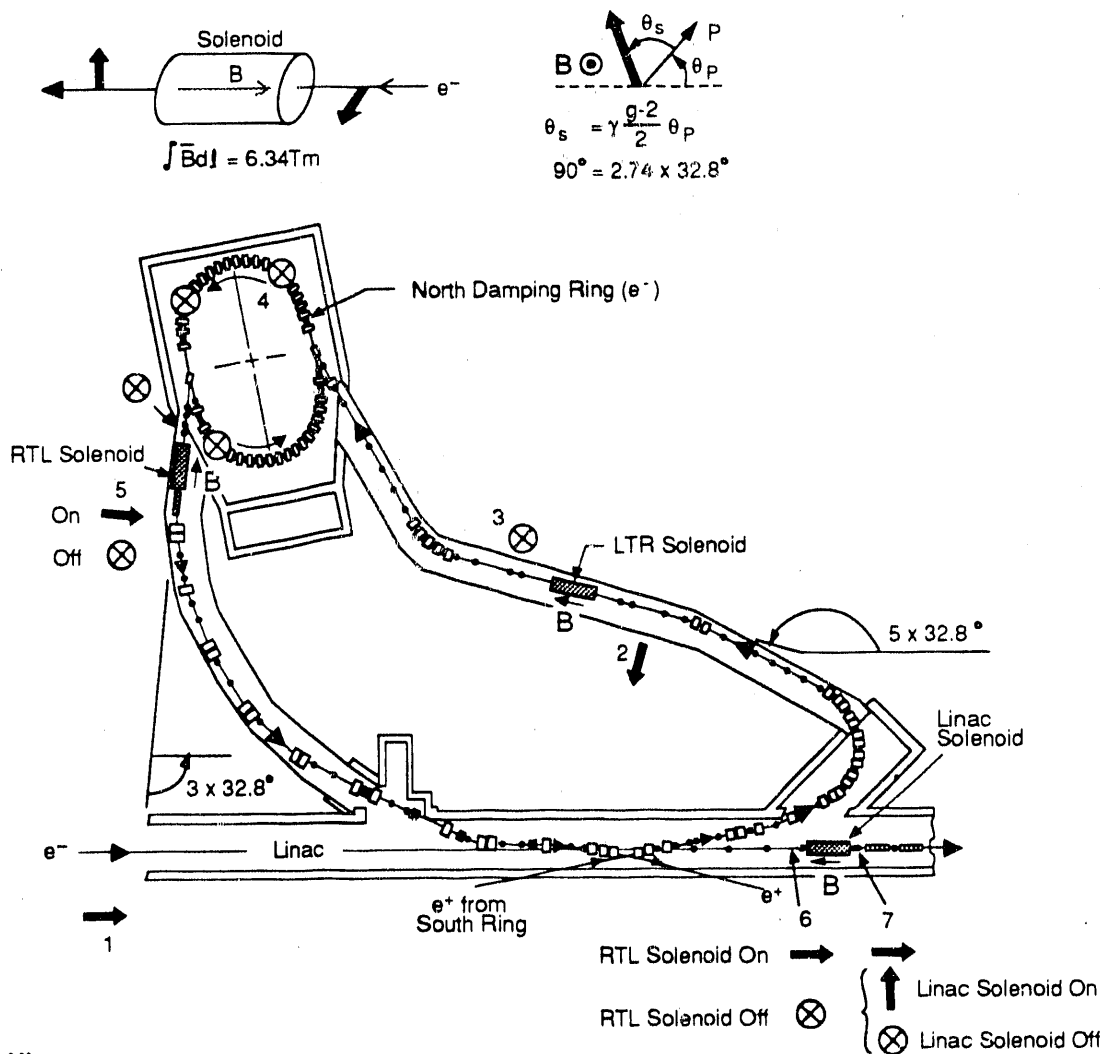 Solenoid
B
e-
∫B̄dl = 6.34Tm
B
θs
P
θP
θs = γ g-2/2 θP
90° = 2.74 x 32.8°
4
North Damping Ring (e-)
RTL Solenoid
5
On
Off
B
3
LTR Solenoid
B
2
5 x 32.8°
Linac
Solenoid
3 x 32.8°
e-
Linac
B
e+ from
South Ring
e+
6
7
1
RTL Solenoid On
Linac Solenoid On
RTL Solenoid Off
Linac Solenoid Off